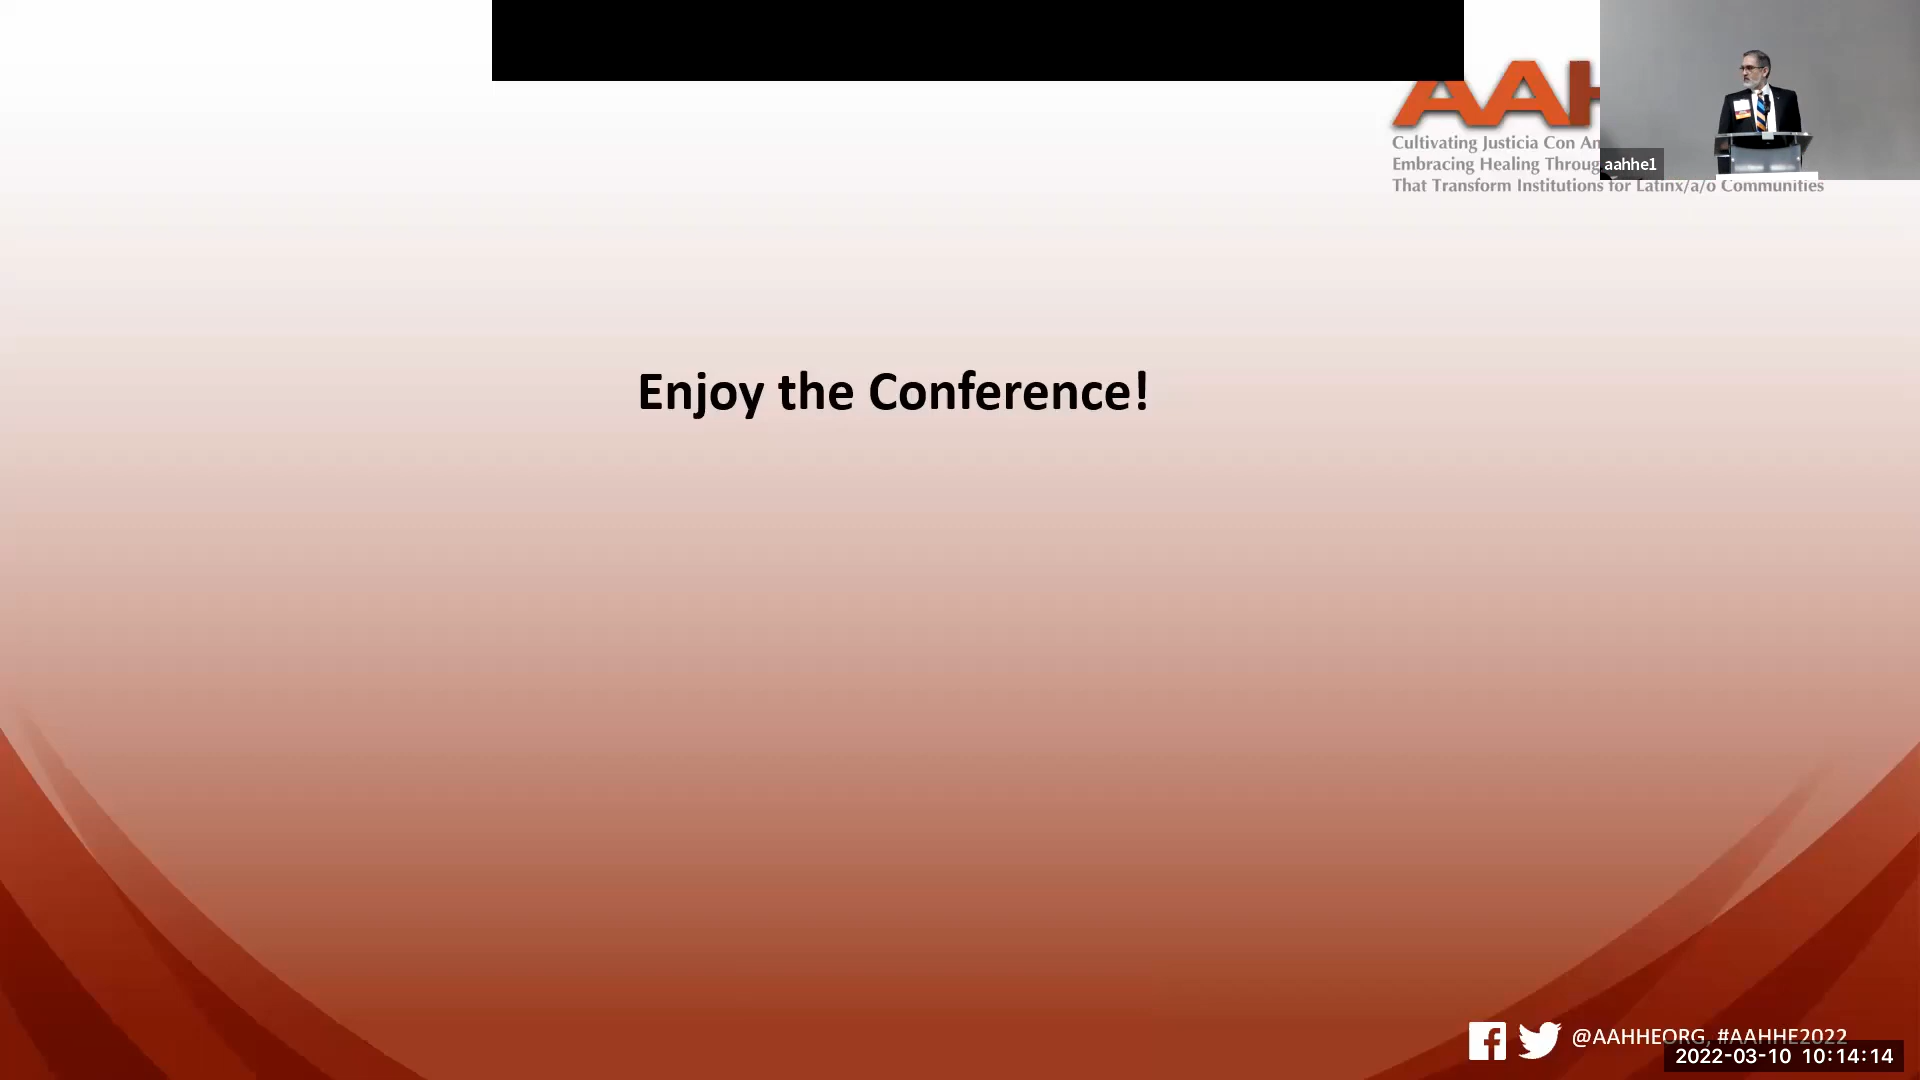 AAH
Cultivating Justicia Con
Embracing Healing
That Transform Institutions for Latinx/a/o Communities
aahhe1
Enjoy the Conference!
@AAHHEORG, #AAHHE2022
2022-03-10 10:14:14